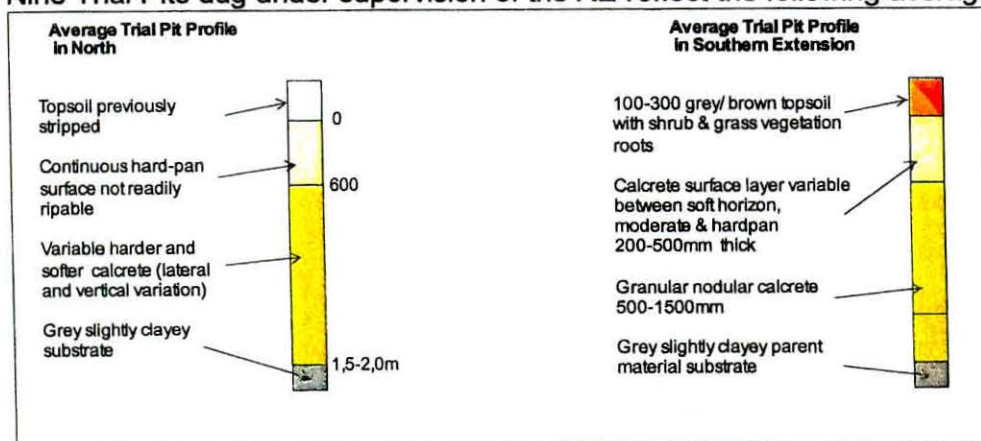 Nine Trial Pits dug under supervision of the RE reflect the following averag
Average Trial Pit Profile
in North
Topsoil previously
stripped
0
Continuous hard-pan
surface not readily
ripable
600
Variable harder and
softer calcrete (lateral
and vertical variation)
Grey slightly clayey
substrate
1,5-2,0m
Average Trial Pit Profile
in Southern Extension
100-300 grey/ brown topsoil
with shrub & grass vegetation
roots
Calcrete surface layer variable
between soft horizon,
moderate & hardpan
200-500mm thick
Granular nodular calcrete
500-1500mm
Grey slightly clayey parent
material substrate